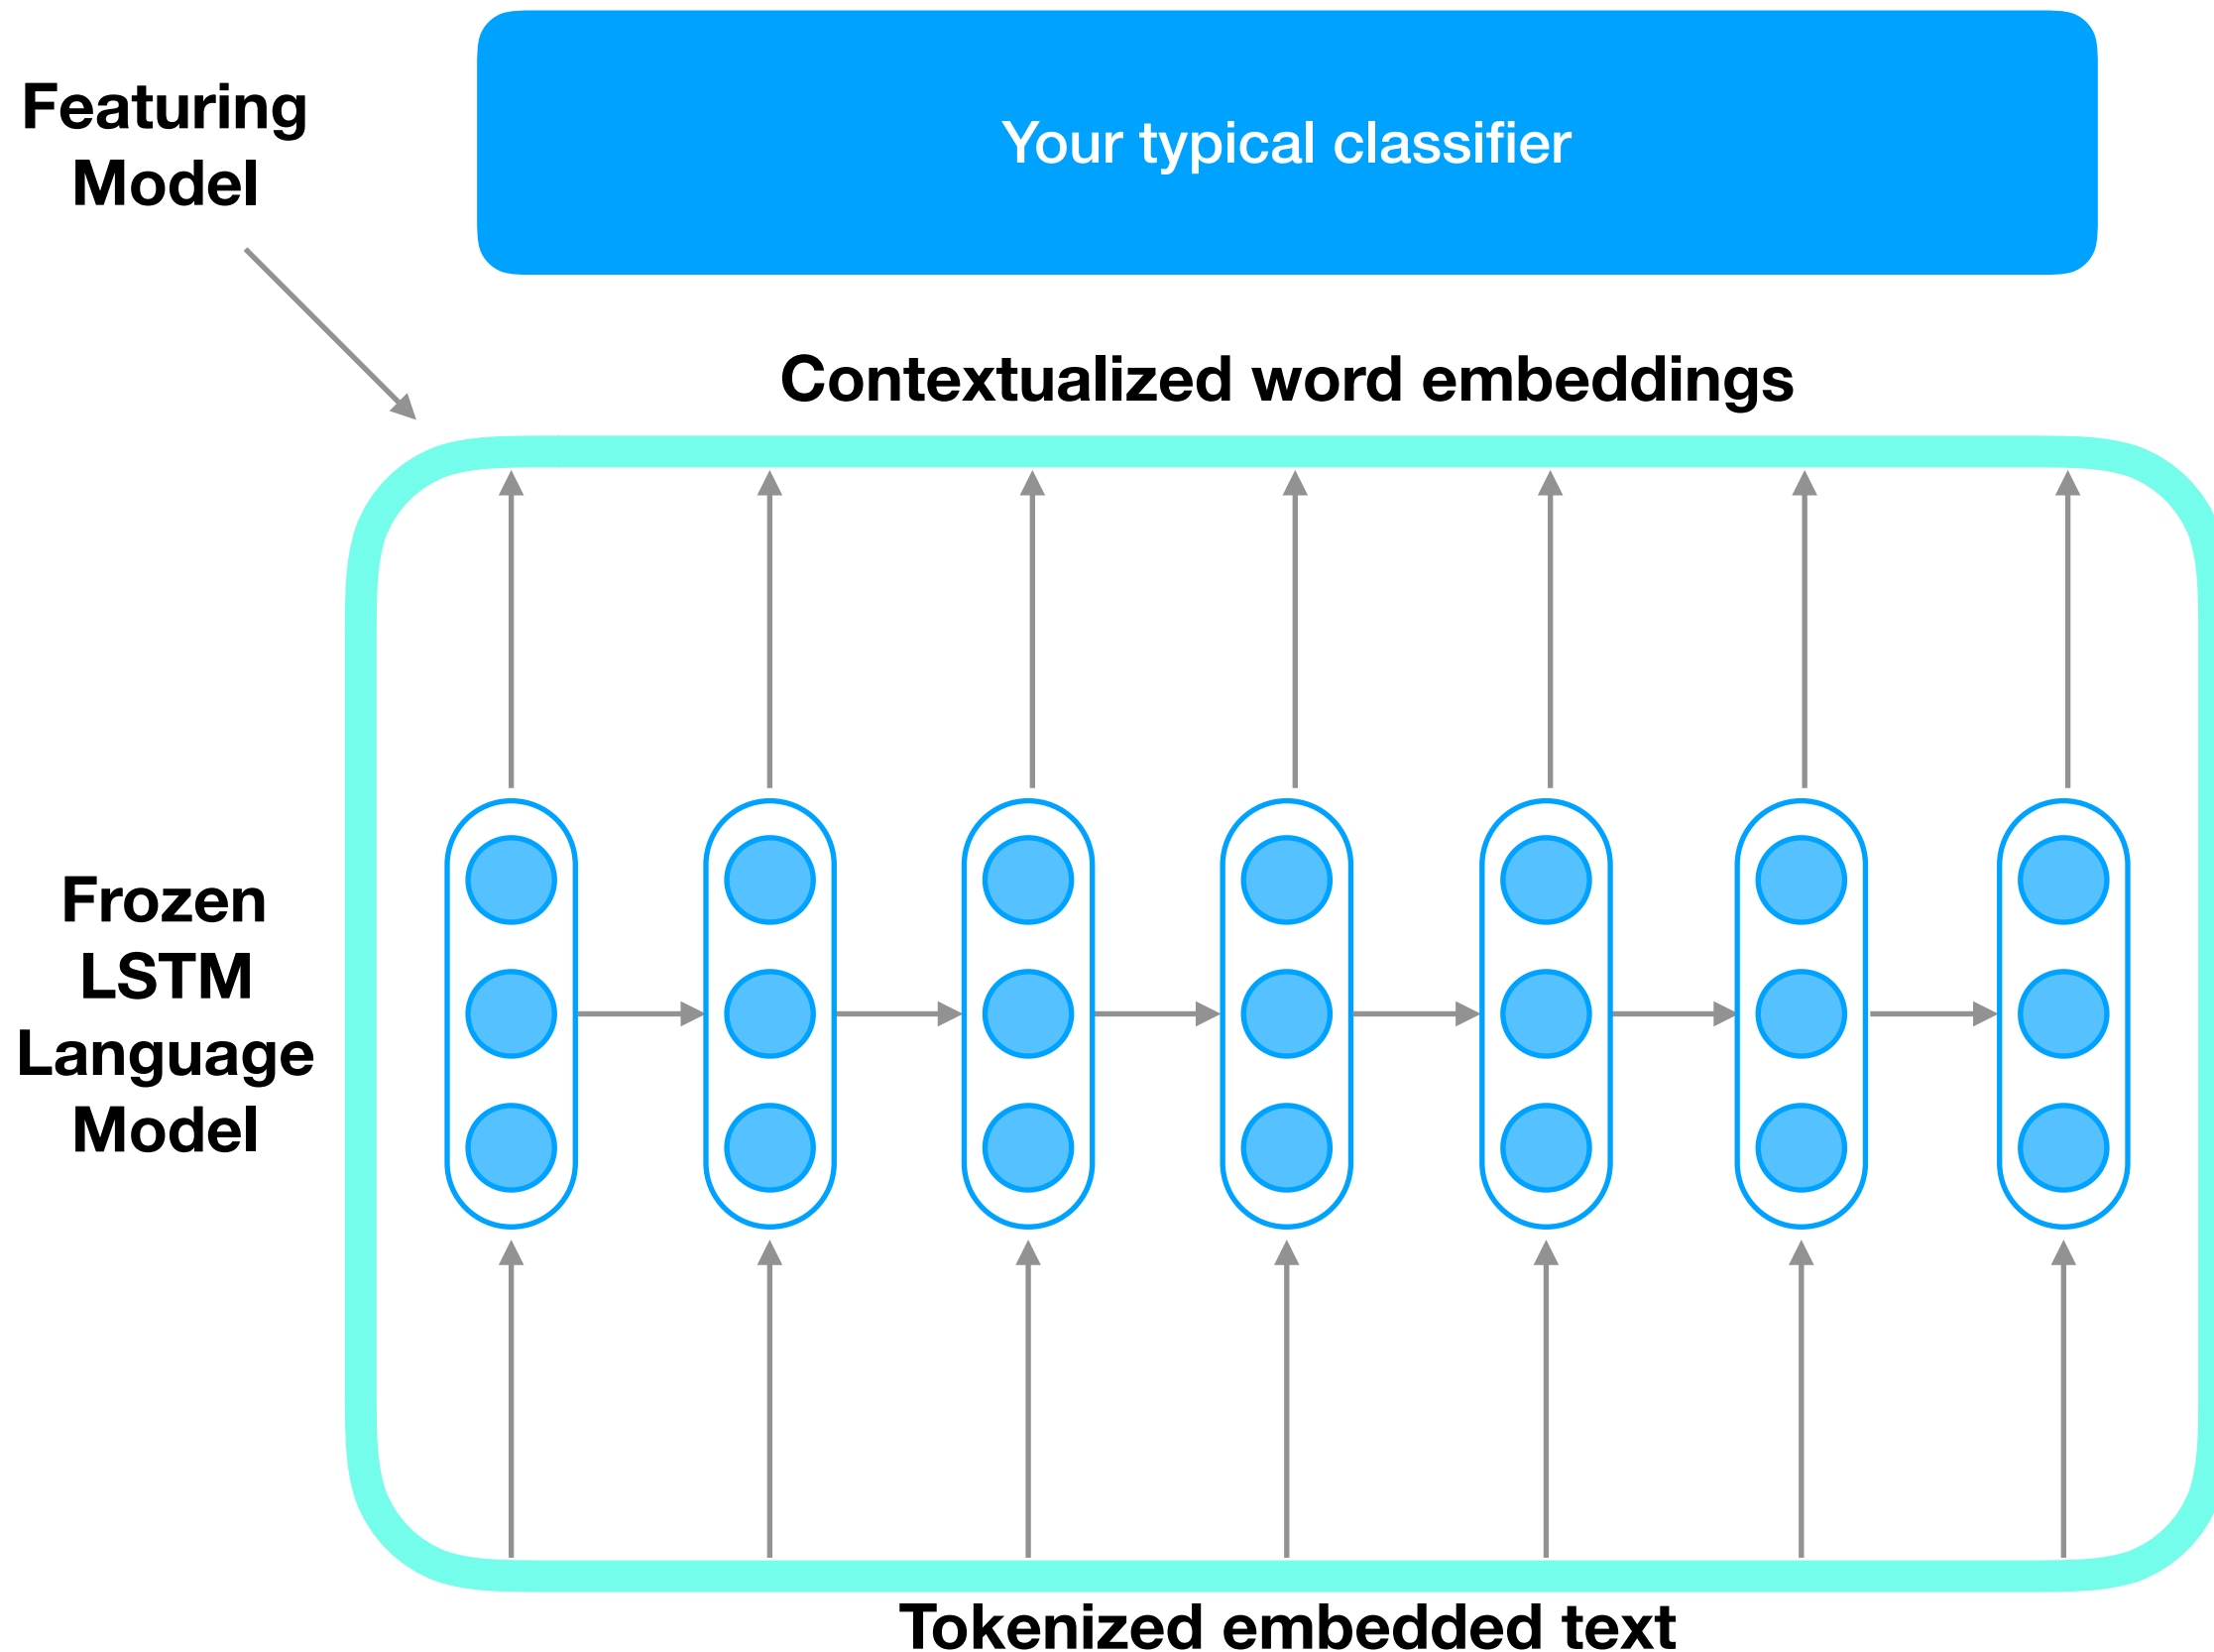 Featuring
Model
Your typical classifier
Contextualized word embeddings
Frozen
LSTM
Language
Model
Tokenized embedded text